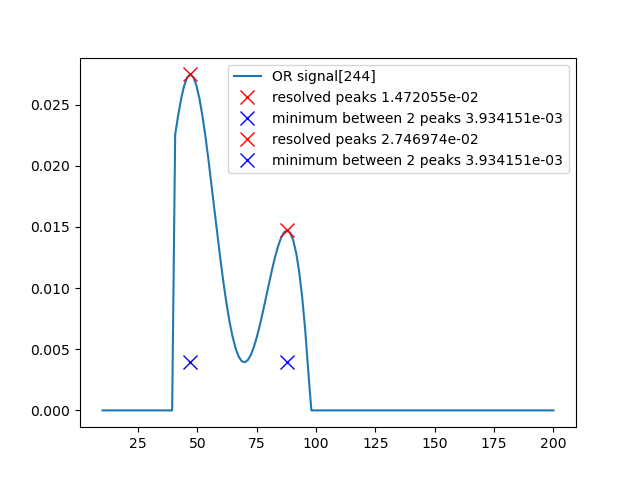 OR signal[244]
resolved peaks 1.472055e-02
minimum between 2 peaks 3.934151e-03
resolved peaks 2.746974e-02
minimum between 2 peaks 3.934151e-03
0.025
0.020
0.015
0.010
0.005
0.000
25 50 75 100 125 150 175 200